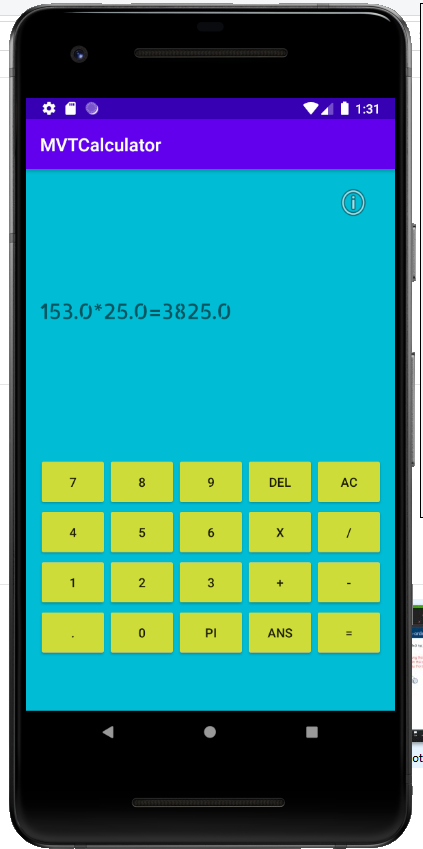 1:31
MVTCalculator
153.0*25.0=3825.0
7 8 9 DEL AC
4 5 6 X /
1 2 3 + -
. 0 PI ANS =
ot